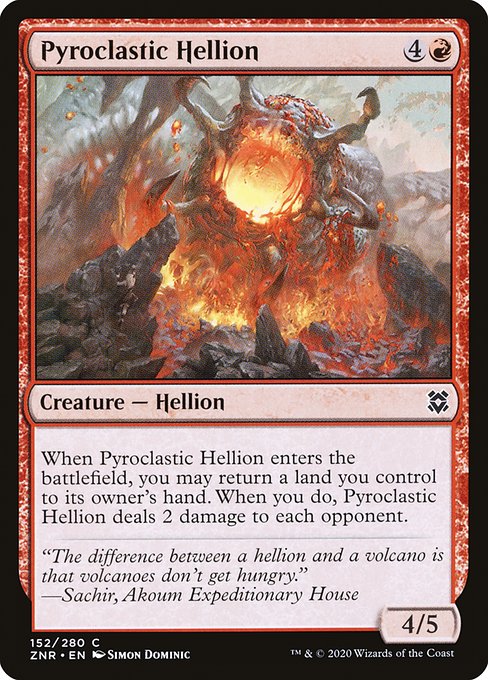 Pyroclastic Hellion 4
Creature — Hellion
When Pyroclastic Hellion enters the
battlefield, you may return a land you control
to its owner's hand. When you do, Pyroclastic
Hellion deals 2 damage to each opponent.
"The difference between a hellion and a volcano is
that volcanoes don't get hungry."
—Sachir, Akoum Expeditionary House
4/5
152/280 C
ZNR • EN Simon Dominic
™ & © 2020 Wizards of the Coast